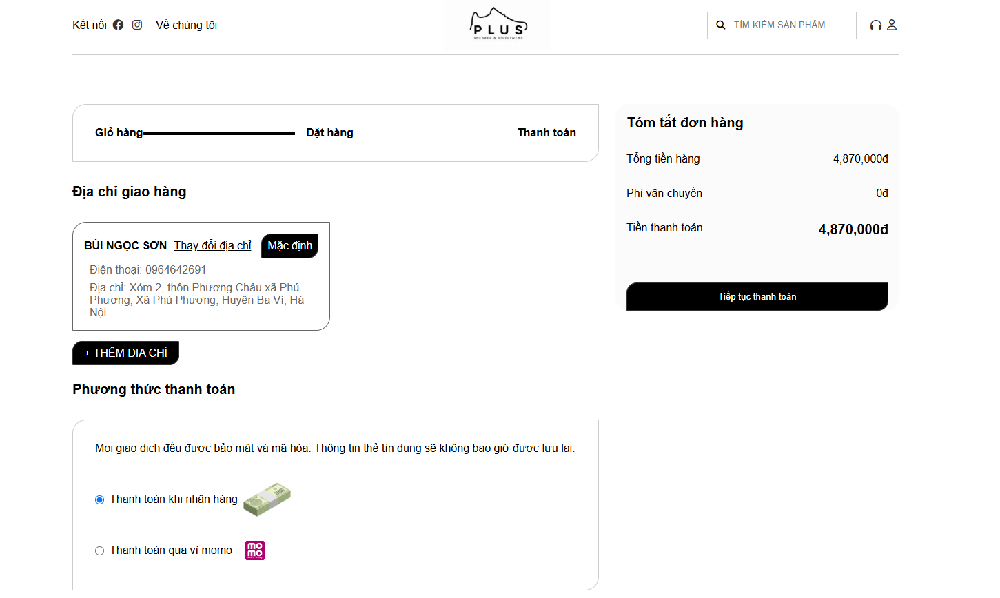 Kết nối
Về chúng tôi
PLUS
SNEAKER & STREETWEAR
TÌM KIẾM SẢN PHẨM
Giỏ hàng
Đặt hàng
Thanh toán
Địa chỉ giao hàng
BÙI NGỌC SƠN Thay đổi địa chỉ Mặc định
Điện thoại: 0964642691
Địa chỉ: Xóm 2, thôn Phương Châu xã Phú
Phương, Xã Phú Phương, Huyện Ba Vì, Hà
Nội
+ THÊM ĐỊA CHỈ
Phương thức thanh toán
Mọi giao dịch đều được bảo mật và mã hóa. Thông tin thẻ tín dụng sẽ không bao giờ được lưu lại.
Thanh toán khi nhận hàng
Thanh toán qua ví momo
mo
mo
Tóm tắt đơn hàng
Tổng tiền hàng 4,870,000đ
Phí vận chuyển 0đ
Tiền thanh toán 4,870,000đ
Tiếp tục thanh toán